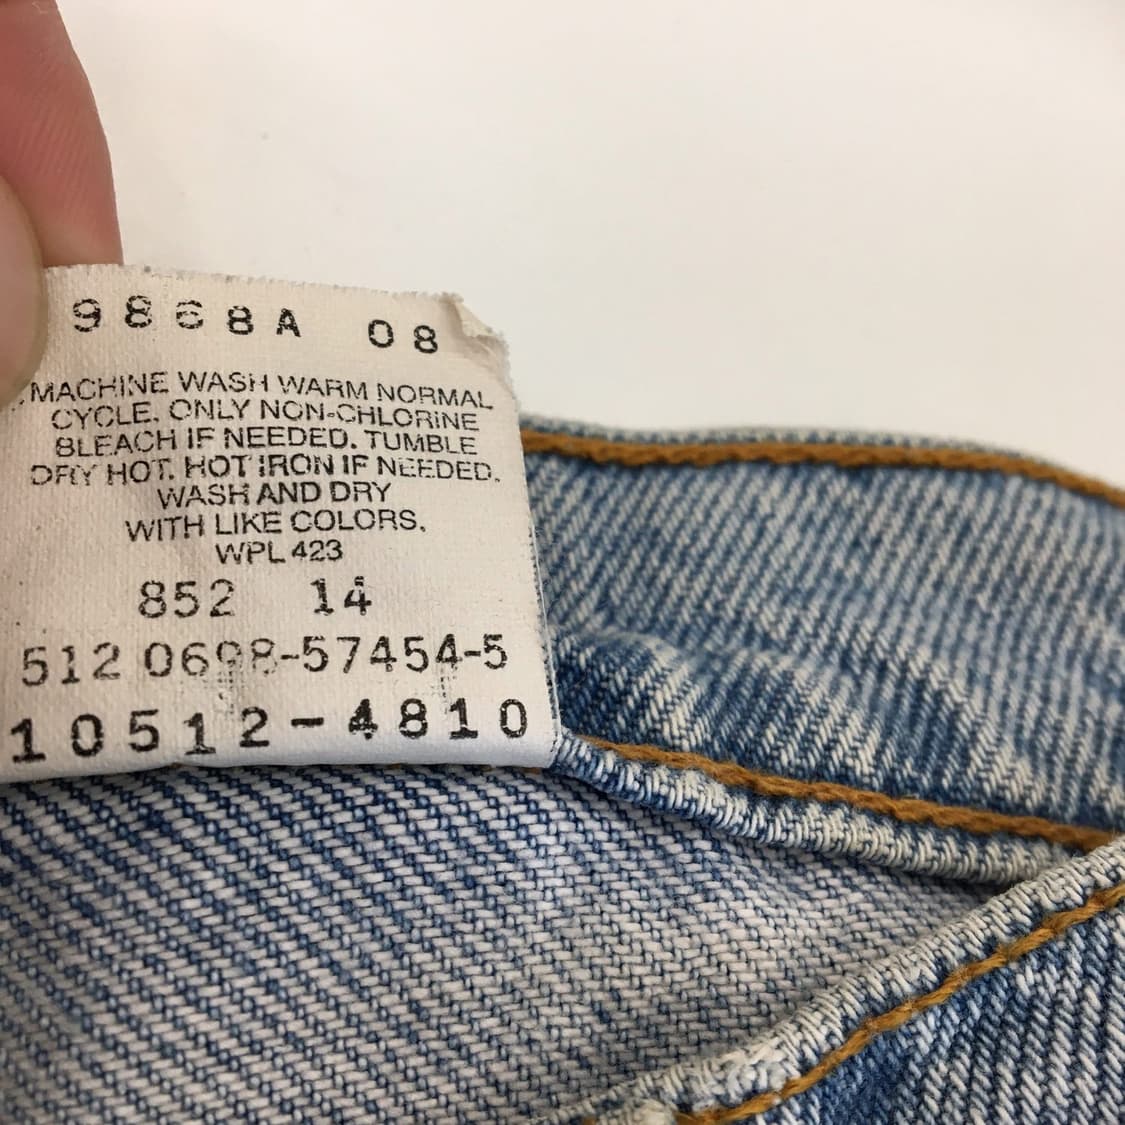 9868A 08
MACHINE WASH WARM NORMAL
CYCLE. ONLY NON-CHLORINE
BLEACH IF NEEDED. TUMBLE
DRY HOT. HOT IRON IF NEEDED.
WASH AND DRY
WITH LIKE COLORS.
WPL 423
852 14
512 0698-57454-5
10512-4810